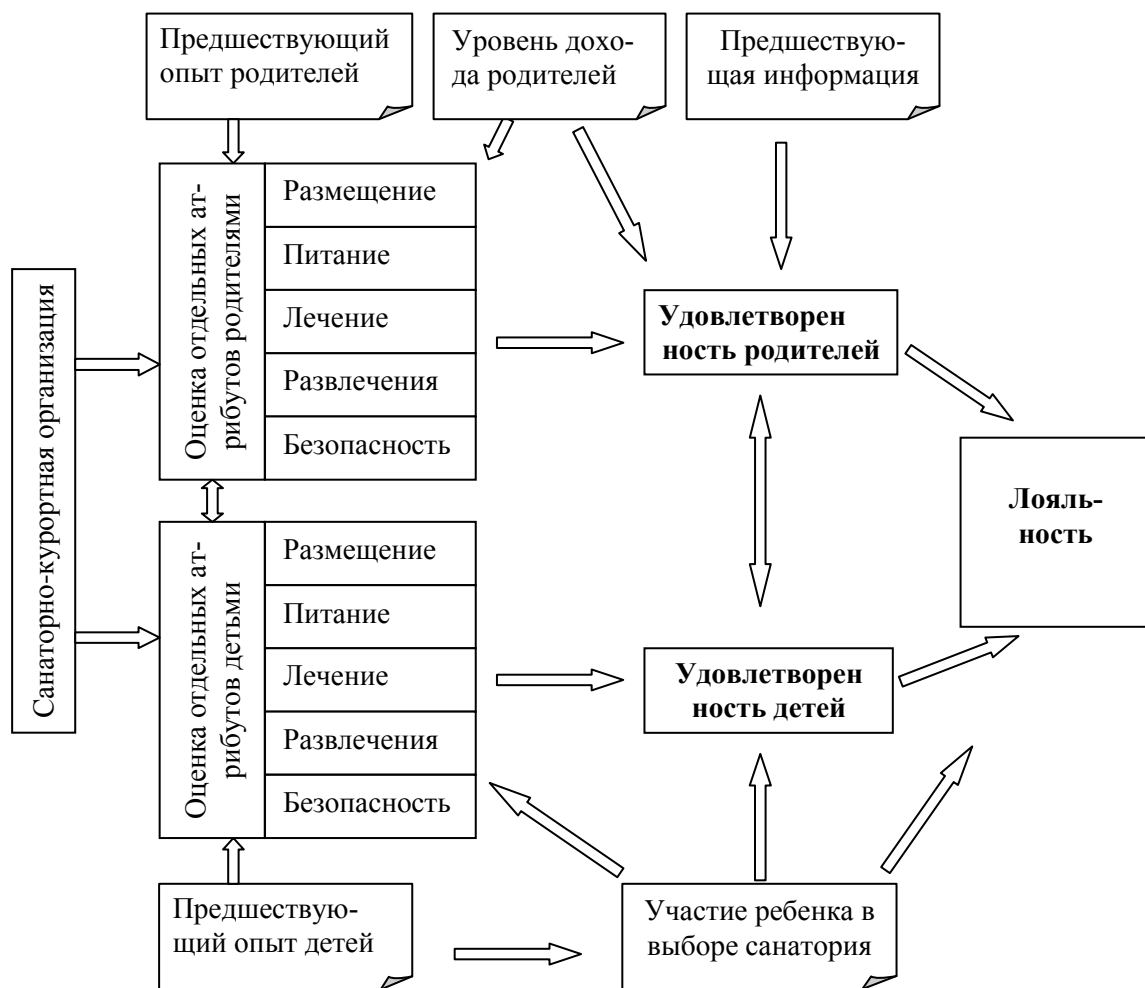 Предшествующий
опыт родителей
Уровень дохо-
да родителей
Предшествую-
щая информация
Санаторно-курортная организация
Оценка отдельных ат-
рибутов родителями
Размещение
Питание
Лечение
Развлечения
Безопасность
Удовлетворен
ность родителей
Лояль-
ность
Оценка отдельных ат-
рибутов детьми
Размещение
Питание
Лечение
Развлечения
Безопасность
Удовлетворен
ность детей
Предшествую-
щий опыт детей
Участие ребенка в
выборе санатория